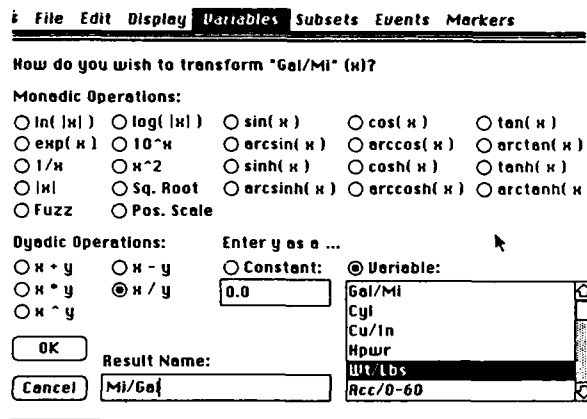 File Edit Display Variables Subsets Events Markers
How do you wish to transform "Gal/Mi" (x)?
Monadic Operations:
ln( |x| ) log( |x| ) sin( x ) cos( x ) tan( x )
exp( x ) 10^x arcsin( x ) arccos( x ) arctan( x )
1/x x^2 sinh( x ) cosh( x ) tanh( x )
|x| Sq. Root arcsinh( x ) arccosh( x ) arctanh( x
Fuzz Pos. Scale
Dyadic Operations: Enter y as a ...
x + y x - y Constant: Variable:
x * y x / y 0.0 Gal/Mi
x ^ y Cyl
Cu/In
Hpwr
OK Wt/Lbs
Result Name:
Cancel Mi/Gal Acc/0-60